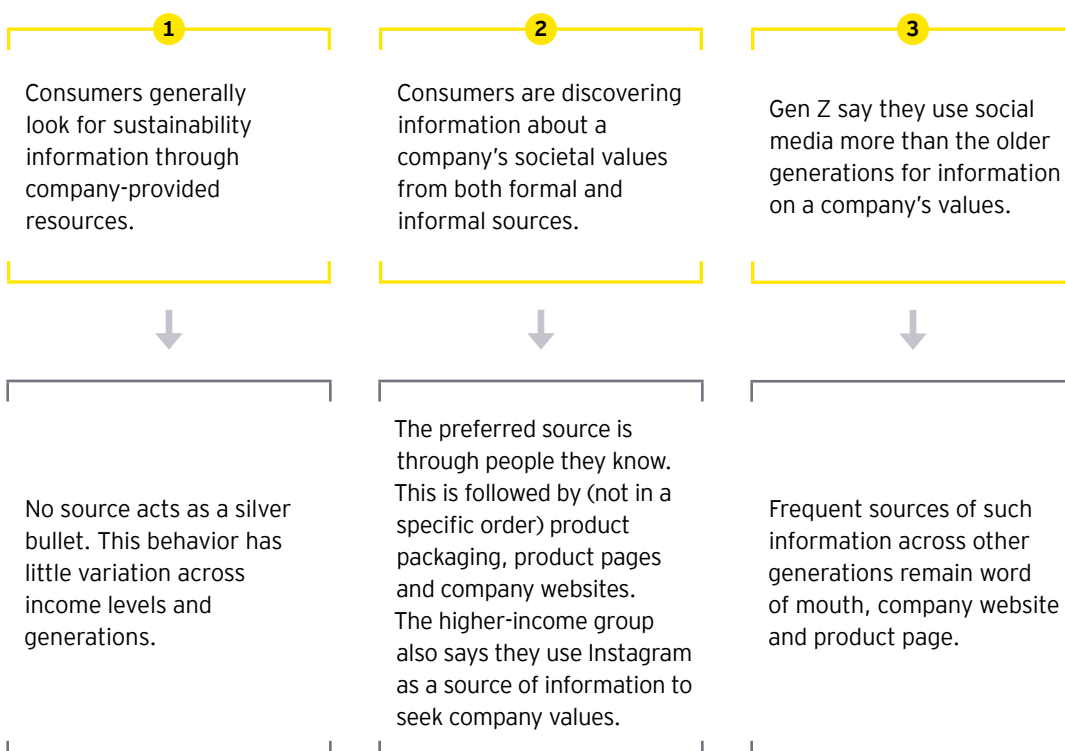 1
Consumers generally
look for sustainability
information through
company-provided
resources.
No source acts as a silver
bullet. This behavior has
little variation across
income levels and
generations.
2
Consumers are discovering
information about a
company's societal values
from both formal and
informal sources.
The preferred source is
through people they know.
This is followed by (not in a
specific order) product
packaging, product pages
and company websites.
The higher-income group
also says they use Instagram
as a source of information to
seek company values.
3
Gen Z say they use social
media more than the older
generations for information
on a company's values.
Frequent sources of such
information across other
generations remain word
of mouth, company website
and product page.